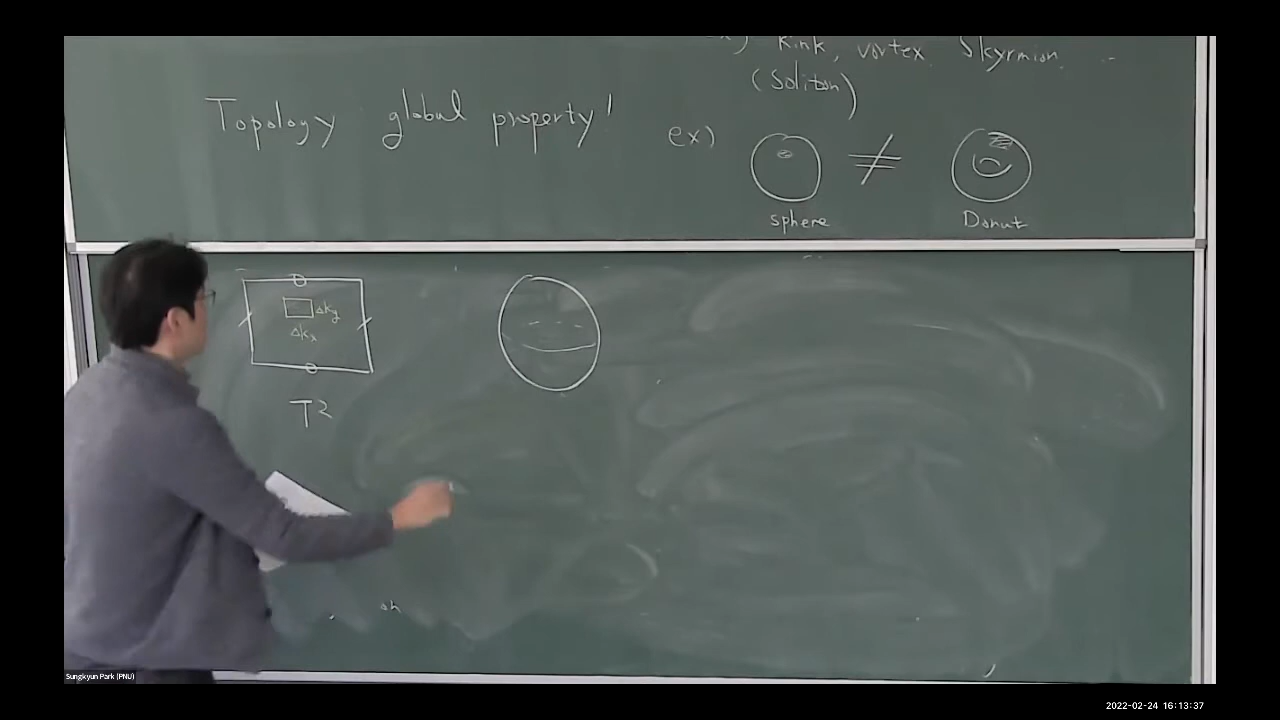 ex) Kink, vortex, Skyrmion, ...
(Soliton)
Topology global property!
ex)
≠
sphere
Donut
Δky
Δkx
T²
Sungkyun Park (PNU)
2022-02-24 16:13:37